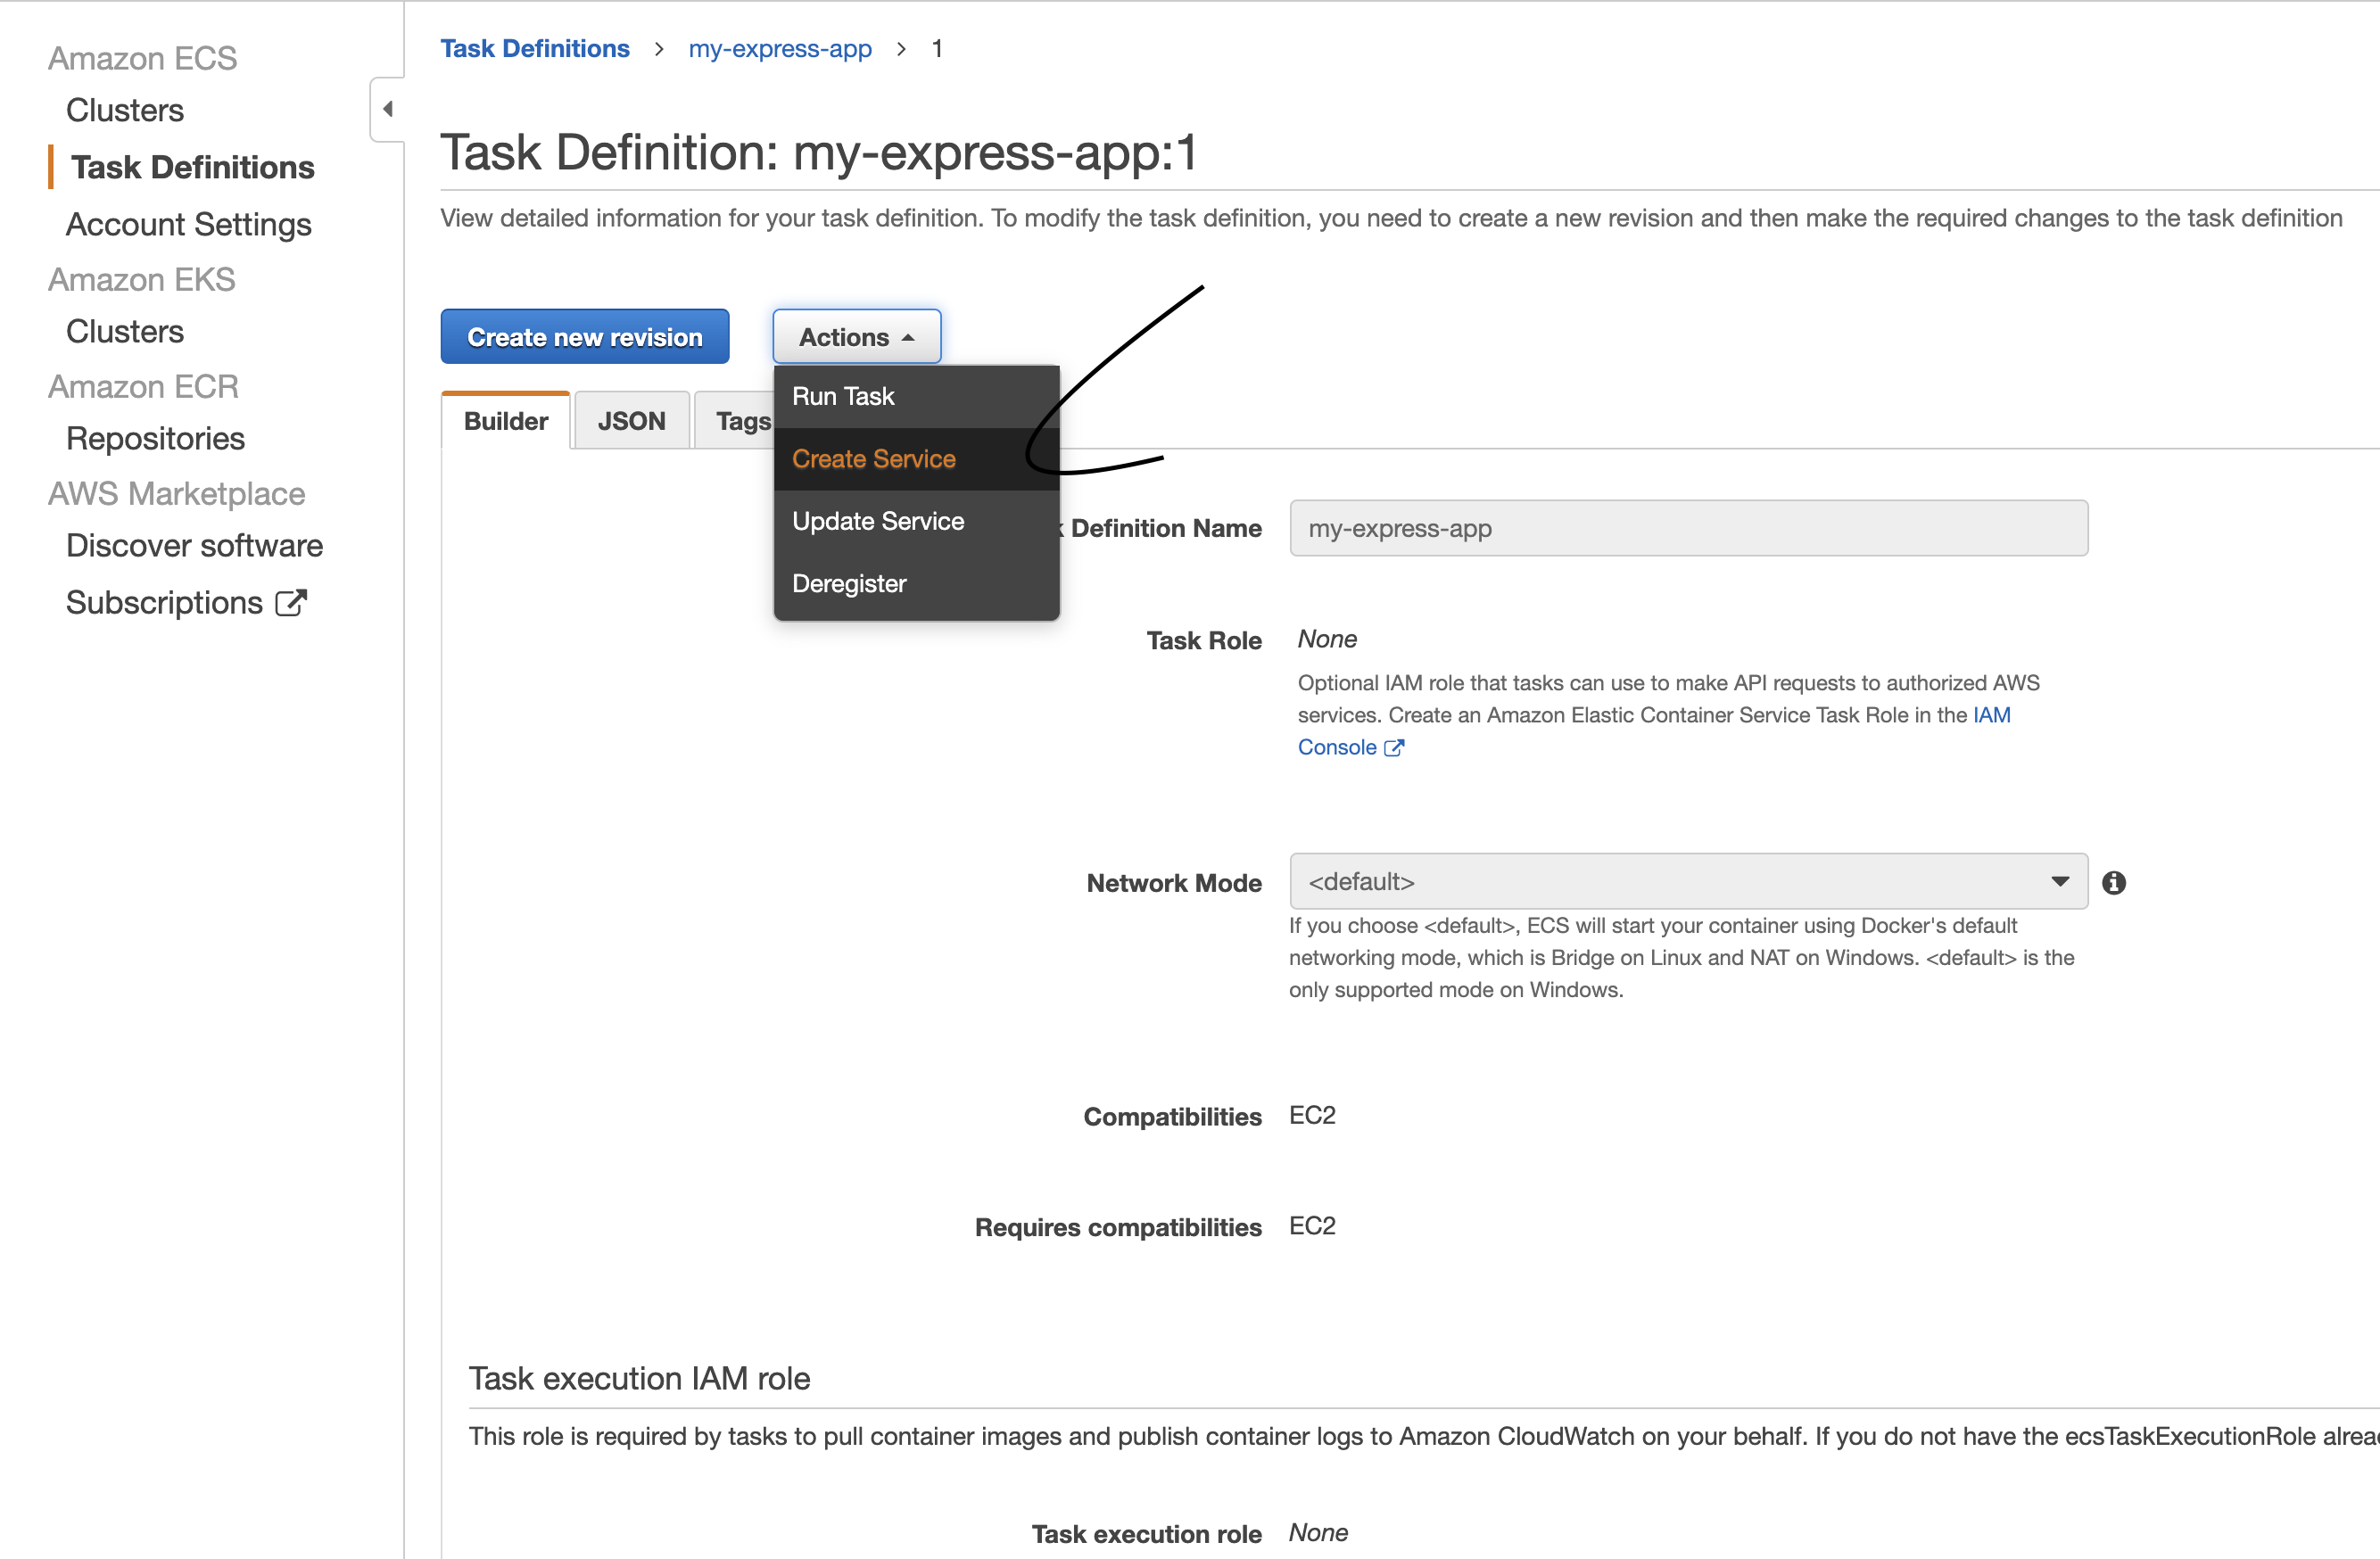 Amazon ECS
Clusters
Task Definitions
Account Settings
Amazon EKS
Clusters
Amazon ECR
Repositories
AWS Marketplace
Discover software
Subscriptions
Task Definitions > my-express-app > 1
Task Definition: my-express-app:1
View detailed information for your task definition. To modify the task definition, you need to create a new revision and then make the required changes to the task definition
Create new revision Actions
Builder JSON Tags
Run Task
Create Service
Update Service
Deregister
Definition Name my-express-app
Task Role None
Optional IAM role that tasks can use to make API requests to authorized AWS
services. Create an Amazon Elastic Container Service Task Role in the IAM
Console
Network Mode <default>
If you choose <default>, ECS will start your container using Docker's default
networking mode, which is Bridge on Linux and NAT on Windows. <default> is the
only supported mode on Windows.
Compatibilities EC2
Requires compatibilities EC2
Task execution IAM role
This role is required by tasks to pull container images and publish container logs to Amazon CloudWatch on your behalf. If you do not have the ecsTaskExecutionRole
Task execution role None